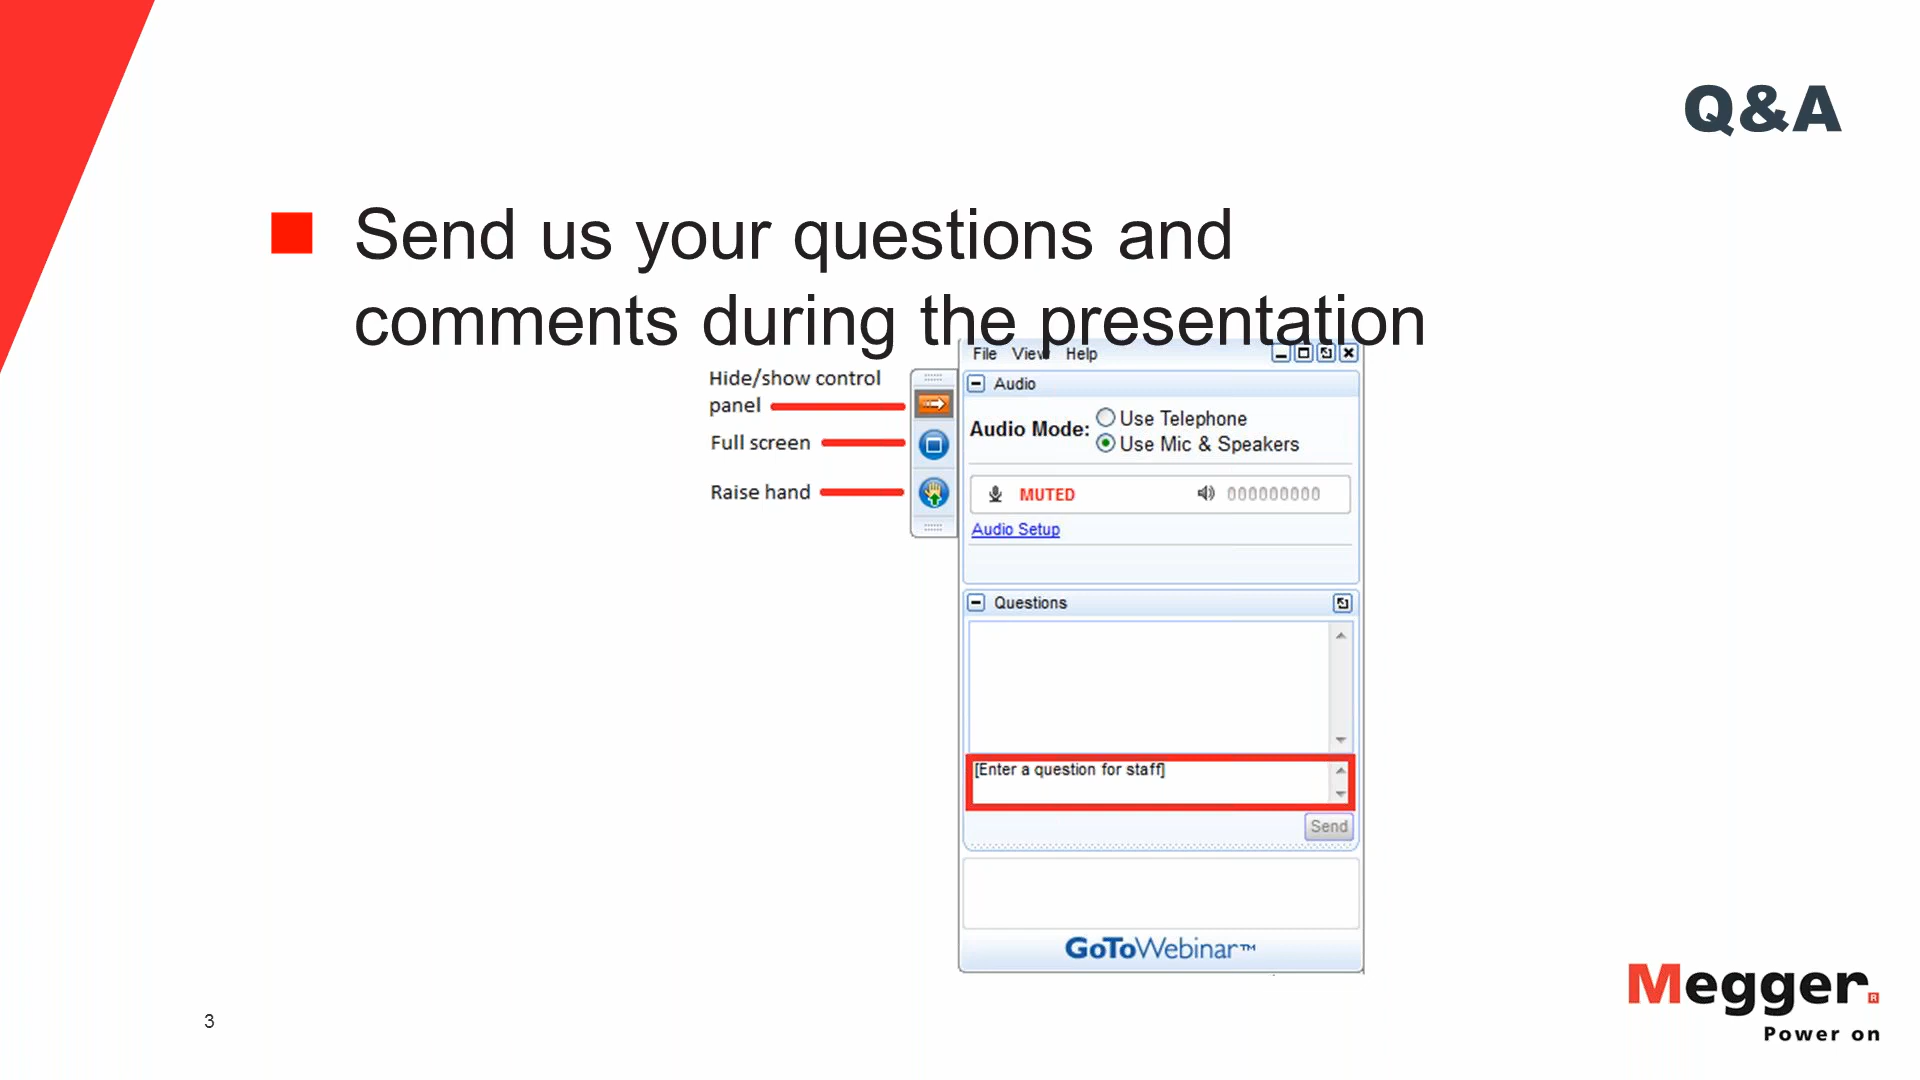 Q&A
Send us your questions and
comments during the presentation
File View Help
Hide/show control
panel
Full screen
Raise hand
Audio
Audio Mode:
Use Telephone
Use Mic & Speakers
MUTED
000000000
Audio Setup
Questions
[Enter a question for staff]
Send
GoToWebinar™
Megger®
Power on
3